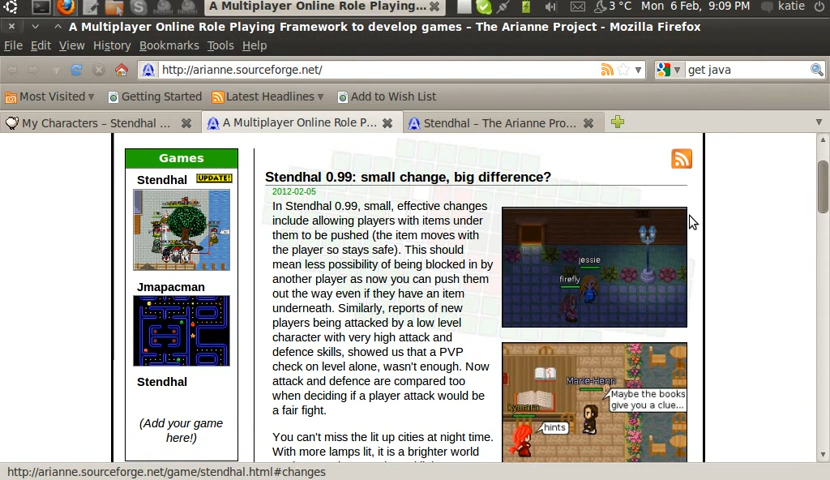 A Multiplayer Online Role Playing...
3 °C
Mon 6 Feb, 9:09 PM
katie
A Multiplayer Online Role Playing Framework to develop games – The Arianne Project - Mozilla Firefox
File Edit View History Bookmarks Tools Help
http://arianne.sourceforge.net/
get java
Most Visited
Getting Started
Latest Headlines
Add to Wish List
My Characters – Stendhal ...
A Multiplayer Online Role P...
Stendhal – The Arianne Pro...
Games
Stendhal
UPDATE!
Jmapacman
Stendhal
(Add your game
here!)
Stendhal 0.99: small change, big difference?
2012-02-05
In Stendhal 0.99, small, effective changes
include allowing players with items under
them to be pushed (the item moves with
the player so stays safe). This should
mean less possibility of being blocked in by
another player as now you can push them
out the way even if they have an item
underneath. Similarly, reports of new
players being attacked by a low level
character with very high attack and
defence skills, showed us that a PVP
check on level alone, wasn't enough. Now
attack and defence are compared too
when deciding if a player attack would be
a fair fight.
You can't miss the lit up cities at night time.
With more lamps lit, it is a brighter world
jessie
firefly
Marie-Henri
Maybe the books
give you a clue...
kymara
hints
http://arianne.sourceforge.net/game/stendhal.html#changes